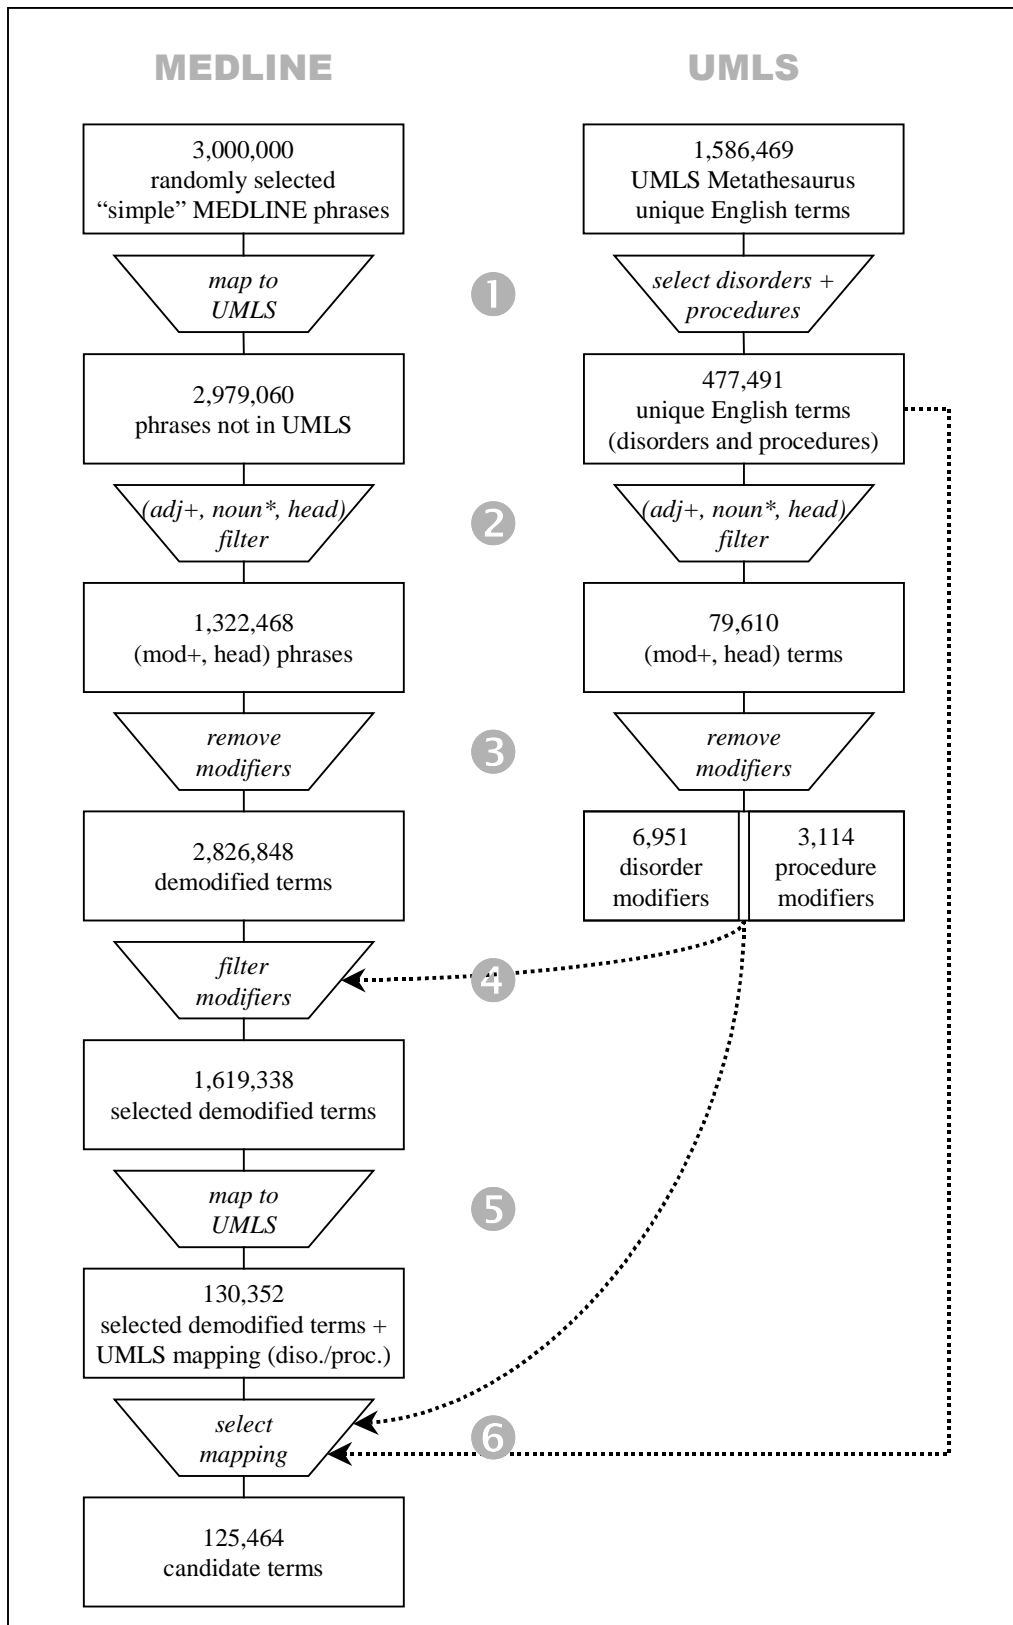 MEDLINE
UMLS
3,000,000
randomly selected
“simple” MEDLINE phrases
1,586,469
UMLS Metathesaurus
unique English terms
map to
UMLS
1
select disorders +
procedures
2,979,060
phrases not in UMLS
477,491
unique English terms
(disorders and procedures)
(adj+, noun*, head)
filter
2
(adj+, noun*, head)
filter
1,322,468
(mod+, head) phrases
79,610
(mod+, head) terms
remove
modifiers
3
remove
modifiers
2,826,848
demodified terms
6,951
disorder
modifiers
3,114
procedure
modifiers
filter
modifiers
4
1,619,338
selected demodified terms
map to
UMLS
5
130,352
selected demodified terms +
UMLS mapping (diso./proc.)
select
mapping
6
125,464
candidate terms